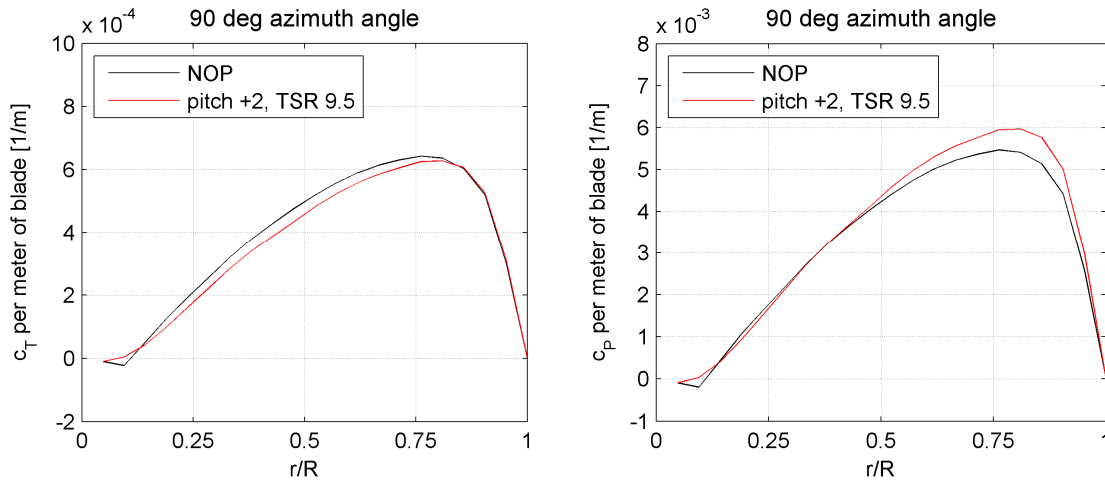 90 deg azimuth angle
x 10-4
10
8
6
4
2
0
-2
0
0.25
0.5
0.75
1
r/R
cT per meter of blade [1/m]
NOP
pitch +2, TSR 9.5
90 deg azimuth angle
x 10-3
8
7
6
5
4
3
2
1
0
-1
0
0.25
0.5
0.75
1
r/R
cP per meter of blade [1/m]
NOP
pitch +2, TSR 9.5